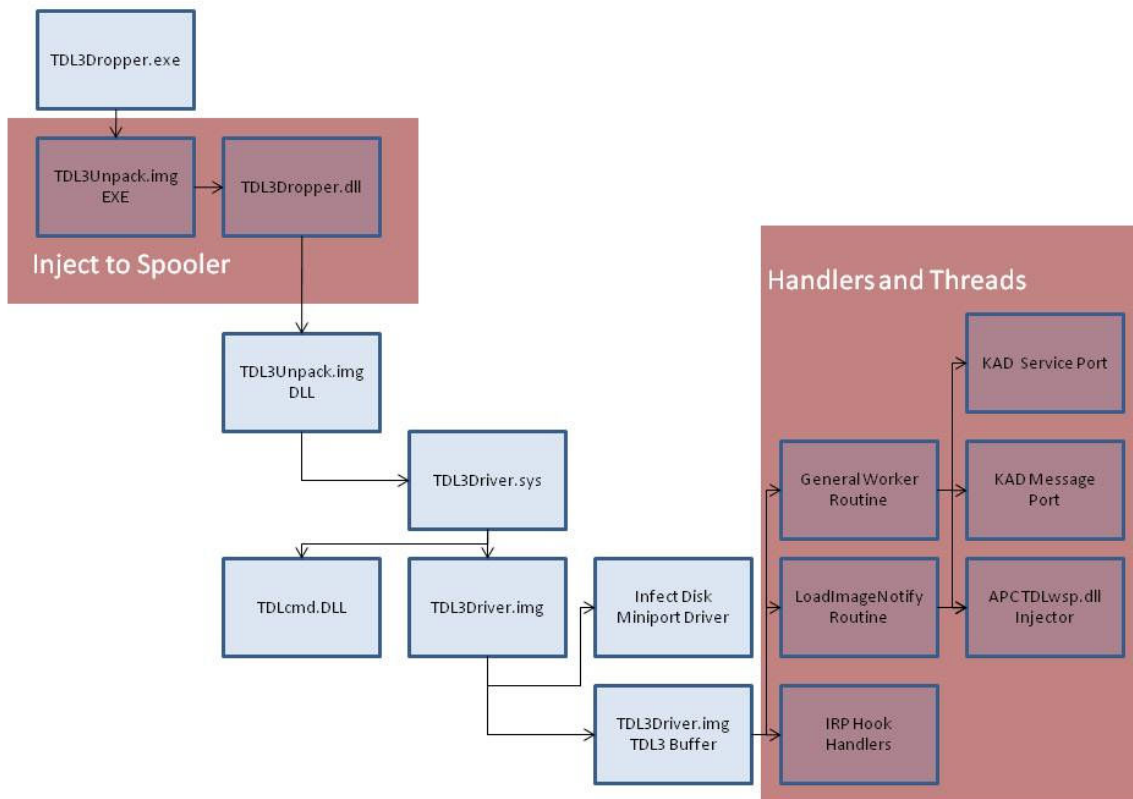 TDL3Dropper.exe
TDL3Unpack.img
EXE
TDL3Dropper.dll
Inject to Spooler
TDL3Unpack.img
DLL
TDL3Driver.sys
TDLcmd.DLL
TDL3Driver.img
Infect Disk
Miniport Driver
TDL3Driver.img
TDL3 Buffer
Handlers and Threads
KAD Service Port
General Worker
Routine
KAD Message
Port
LoadImageNotify
Routine
APC TDLwsp.dll
Injector
IRP Hook
Handlers